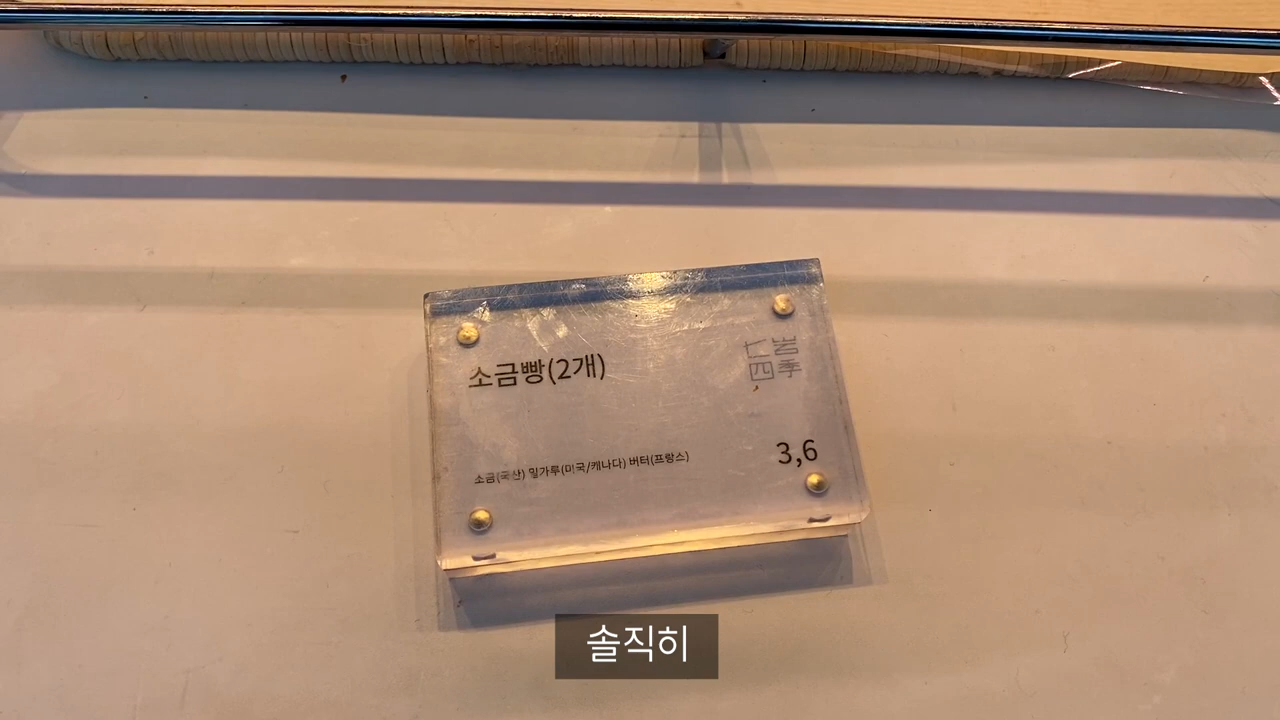 소금빵(2개)
仁岩
四季
소금(국산) 밀가루(미국/캐나다) 버터(프랑스)
3,6
솔직히